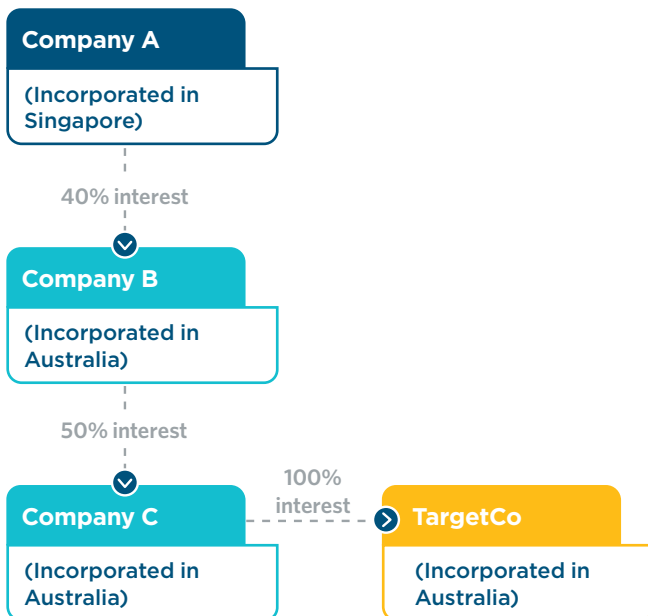 Company A
(Incorporated in
Singapore)
40% interest
Company B
(Incorporated in
Australia)
50% interest
Company C
(Incorporated in
Australia)
100%
interest
TargetCo
(Incorporated in
Australia)